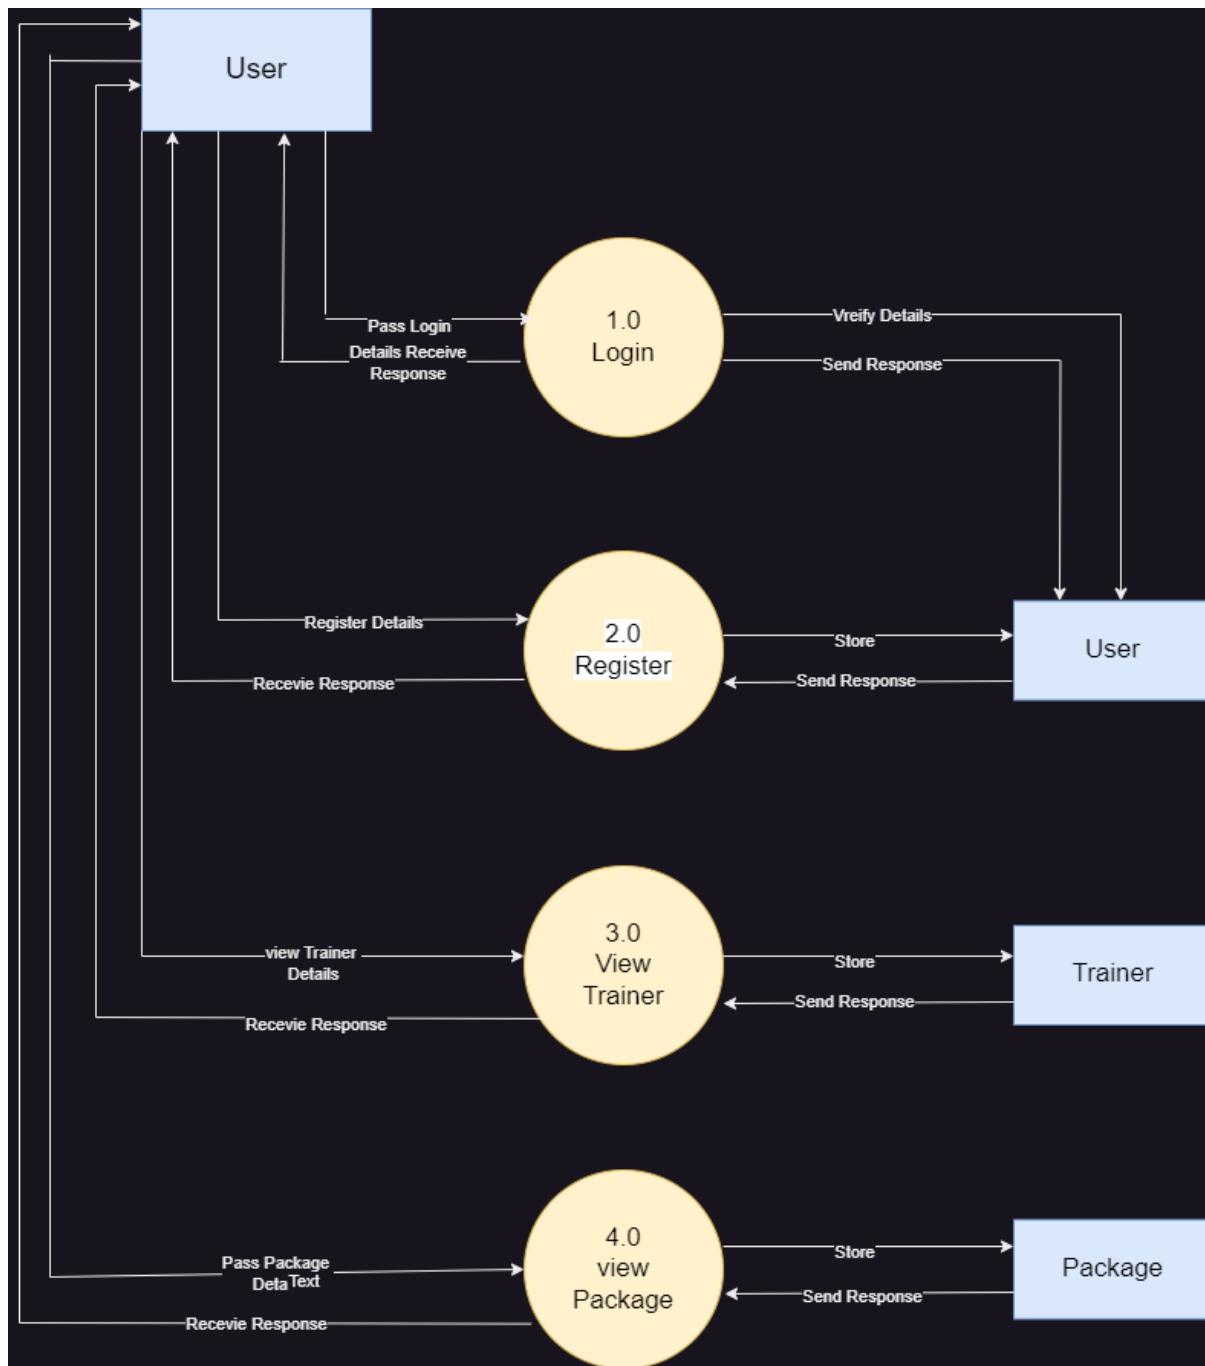 User
1.0
Login
Pass Login
Details Receive
Response
Vreify Details
Send Response
2.0
Register
Register Details
Recevie Response
Store
Send Response
User
3.0
View
Trainer
view Trainer
Details
Recevie Response
Store
Send Response
Trainer
4.0
view
Package
Pass Package
Deta
Text
Recevie Response
Store
Send Response
Package